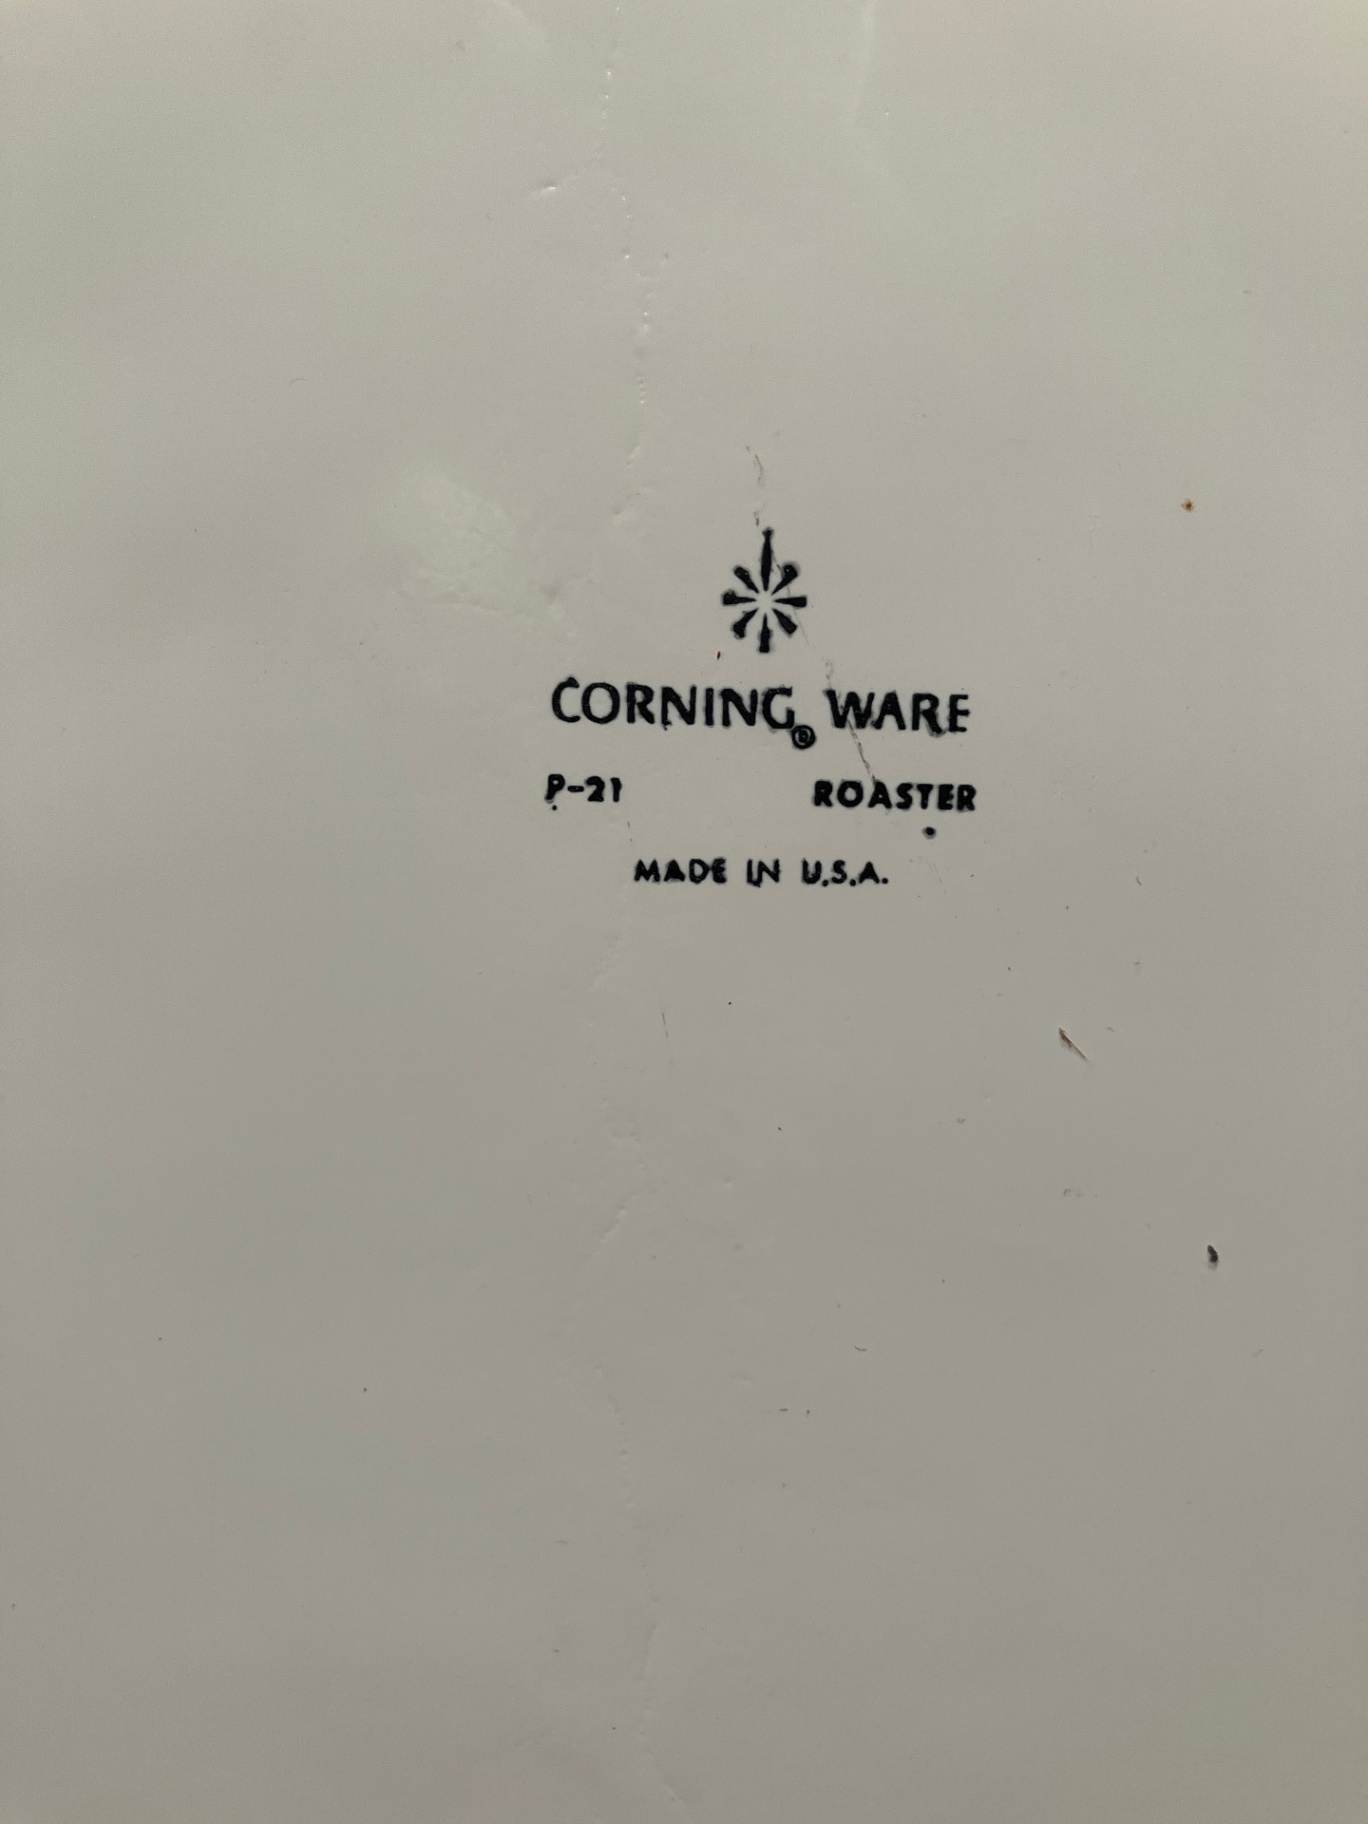 CORNING® WARE
P-21 ROASTER
MADE IN U.S.A.